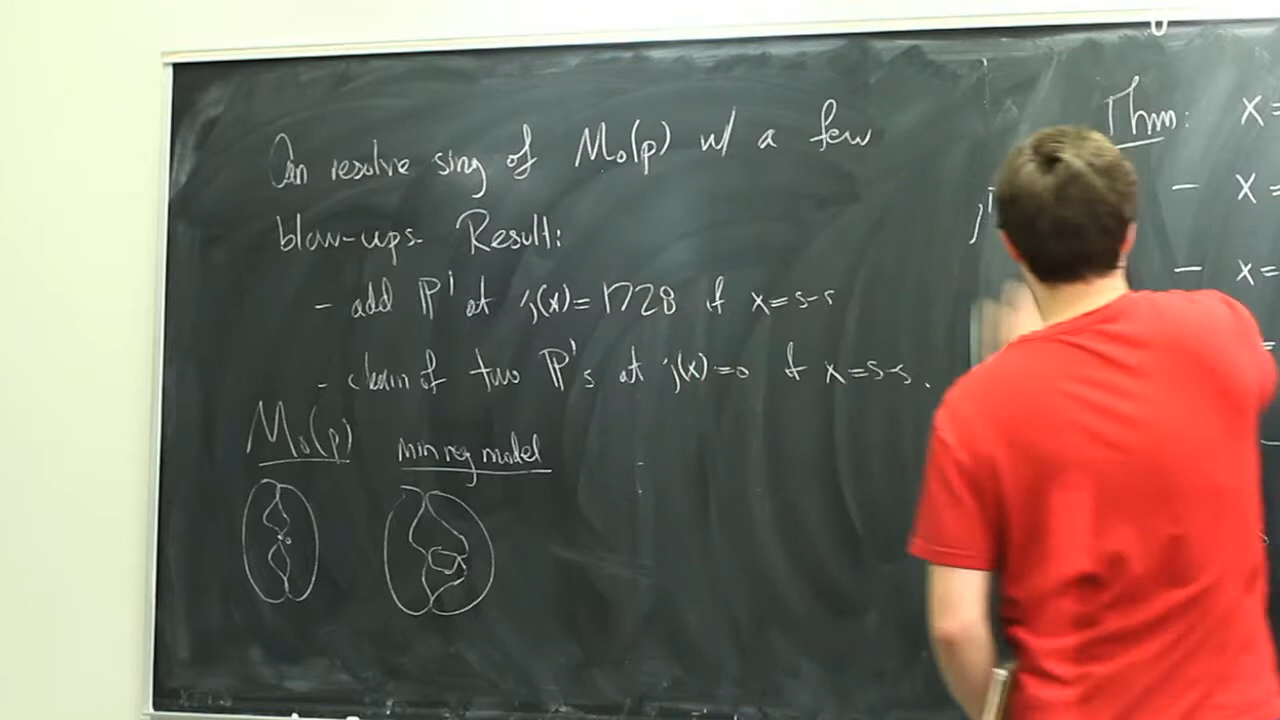 Can resolve sing of M₀(p) w/ a few
blow-ups. Result:
- add ℙ¹ at j(x)=1728 if x=s-s
- chain of two ℙ¹'s at j(x)=0 if x=s-s.
M₀(p) min reg model
Thm: X=
- X=
- X=